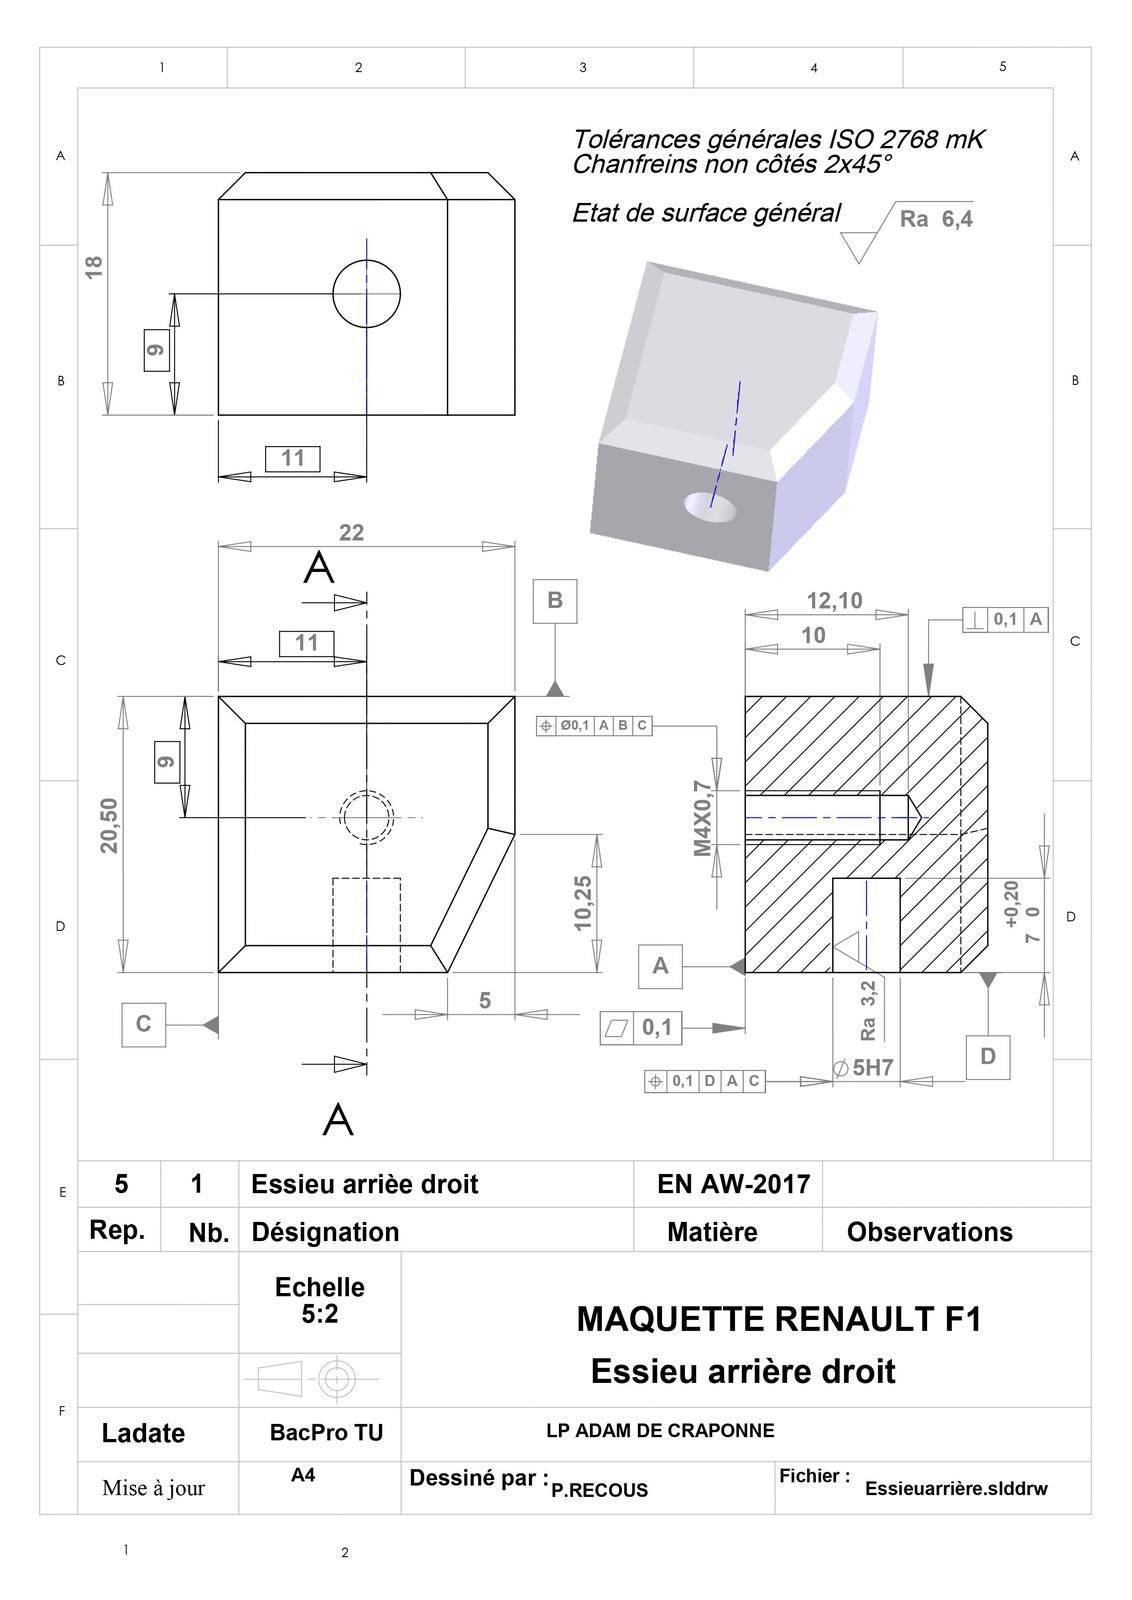 1 2 3 4 5
A A
Tolérances générales ISO 2768 mK
Chanfreins non côtés 2x45°
Etat de surface général
Ra 6,4
18
9
B B
11
22
A
11
B
12,10
10
⊥ 0,1 A
C C
⌖ Ø0,1 A B C
9
20,50
M4X0,7
10,25
+0,20
7 0
D D
A
5
C
▱ 0,1
Ra 3,2
D
Ø5H7
⌖ 0,1 D A C
A
E
5 1 Essieu arrièe droit EN AW-2017
Rep. Nb. Désignation Matière Observations
Echelle
5:2
MAQUETTE RENAULT F1
Essieu arrière droit
F
Ladate BacPro TU LP ADAM DE CRAPONNE
Mise à jour A4 Dessiné par : P.RECOUS Fichier : Essieuarrière.slddrw
1 2